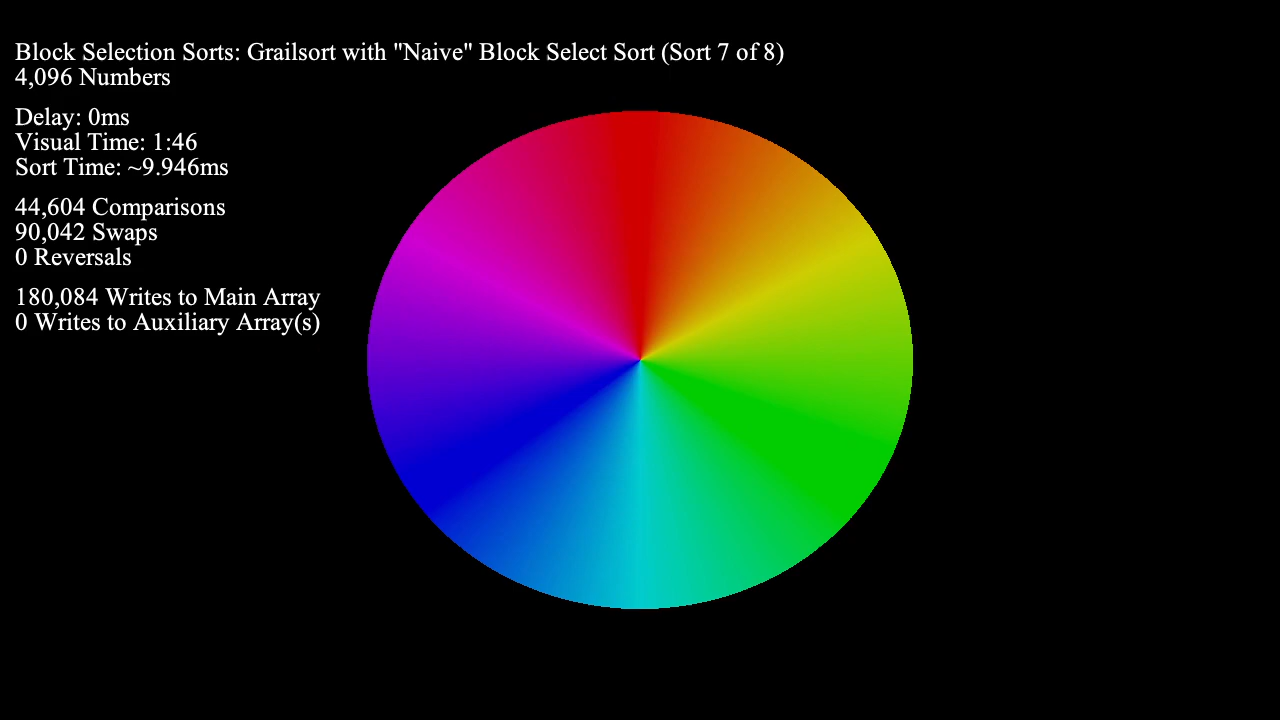 Block Selection Sorts: Grailsort with "Naive" Block Select Sort (Sort 7 of 8)
4,096 Numbers
Delay: 0ms
Visual Time: 1:46
Sort Time: ~9.946ms
44,604 Comparisons
90,042 Swaps
0 Reversals
180,084 Writes to Main Array
0 Writes to Auxiliary Array(s)